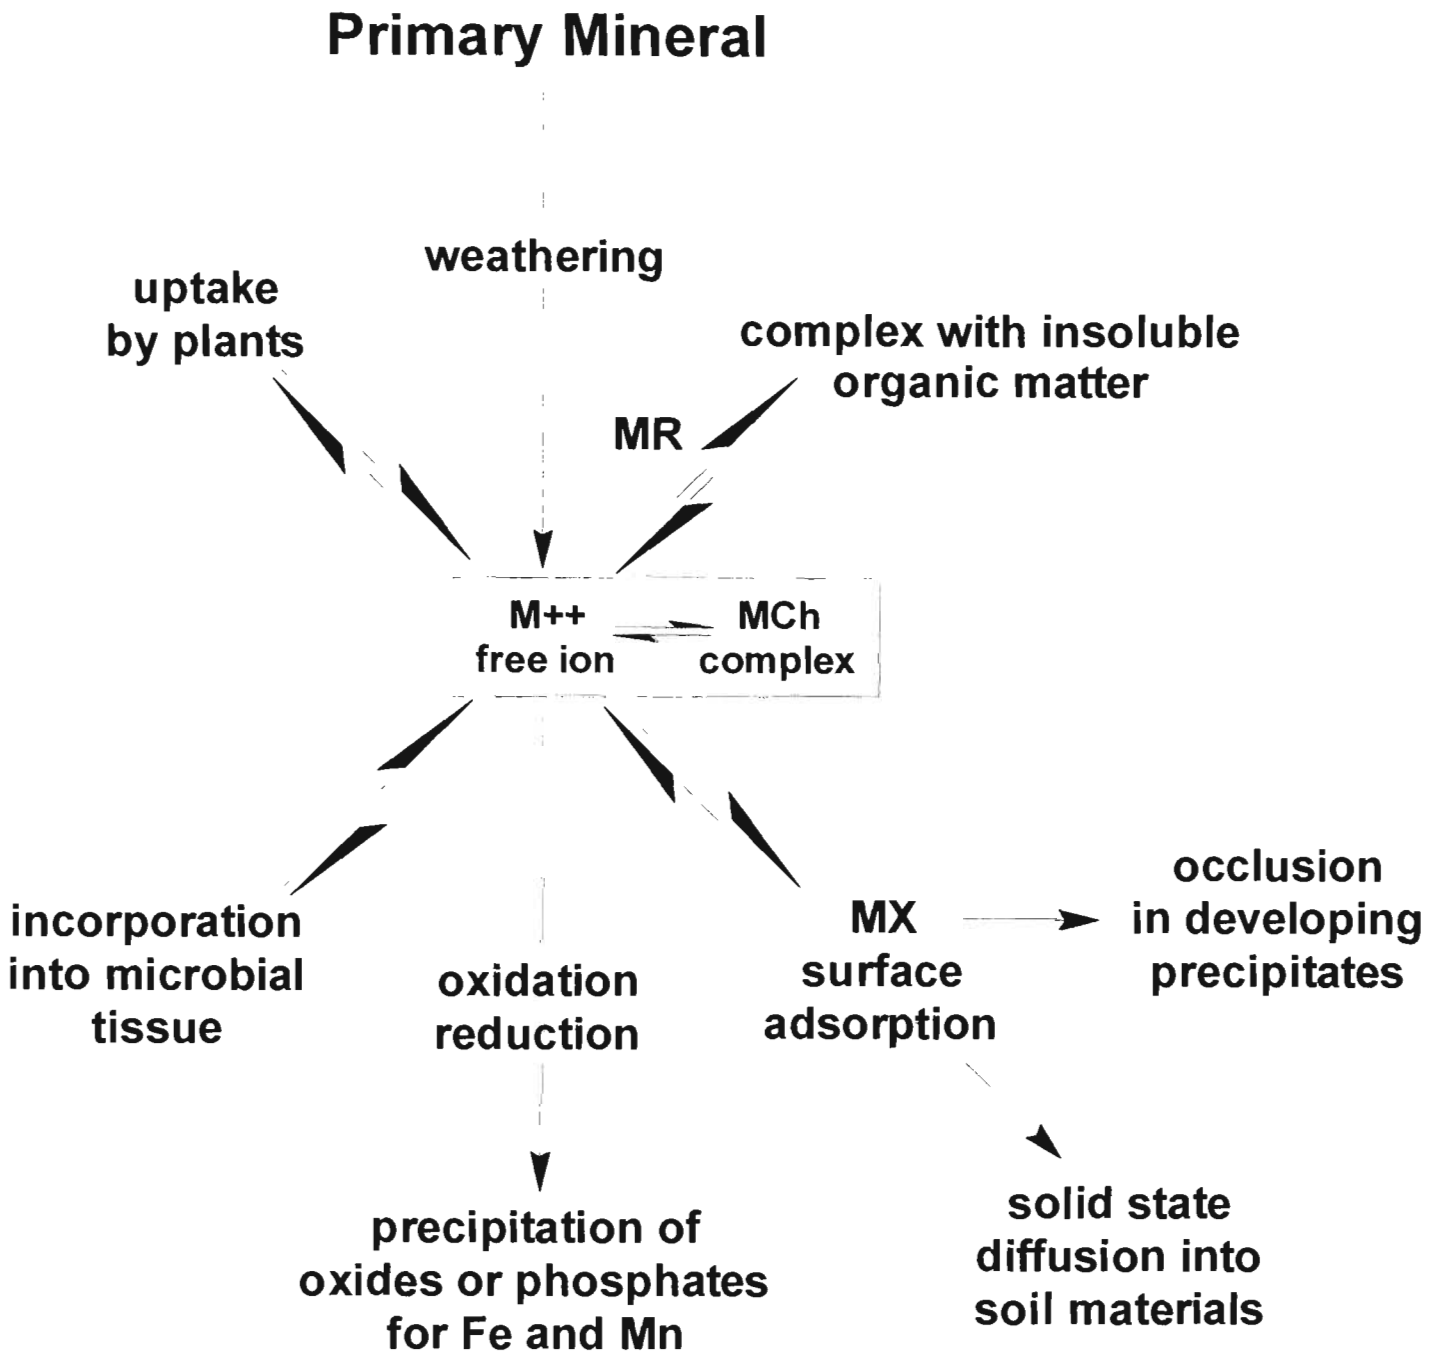 Primary Mineral
weathering
uptake
by plants
complex with insoluble
organic matter
MR
M++
free ion
MCh
complex
incorporation
into microbial
tissue
oxidation
reduction
MX
surface
adsorption
occlusion
in developing
precipitates
precipitation of
oxides or phosphates
for Fe and Mn
solid state
diffusion into
soil materials